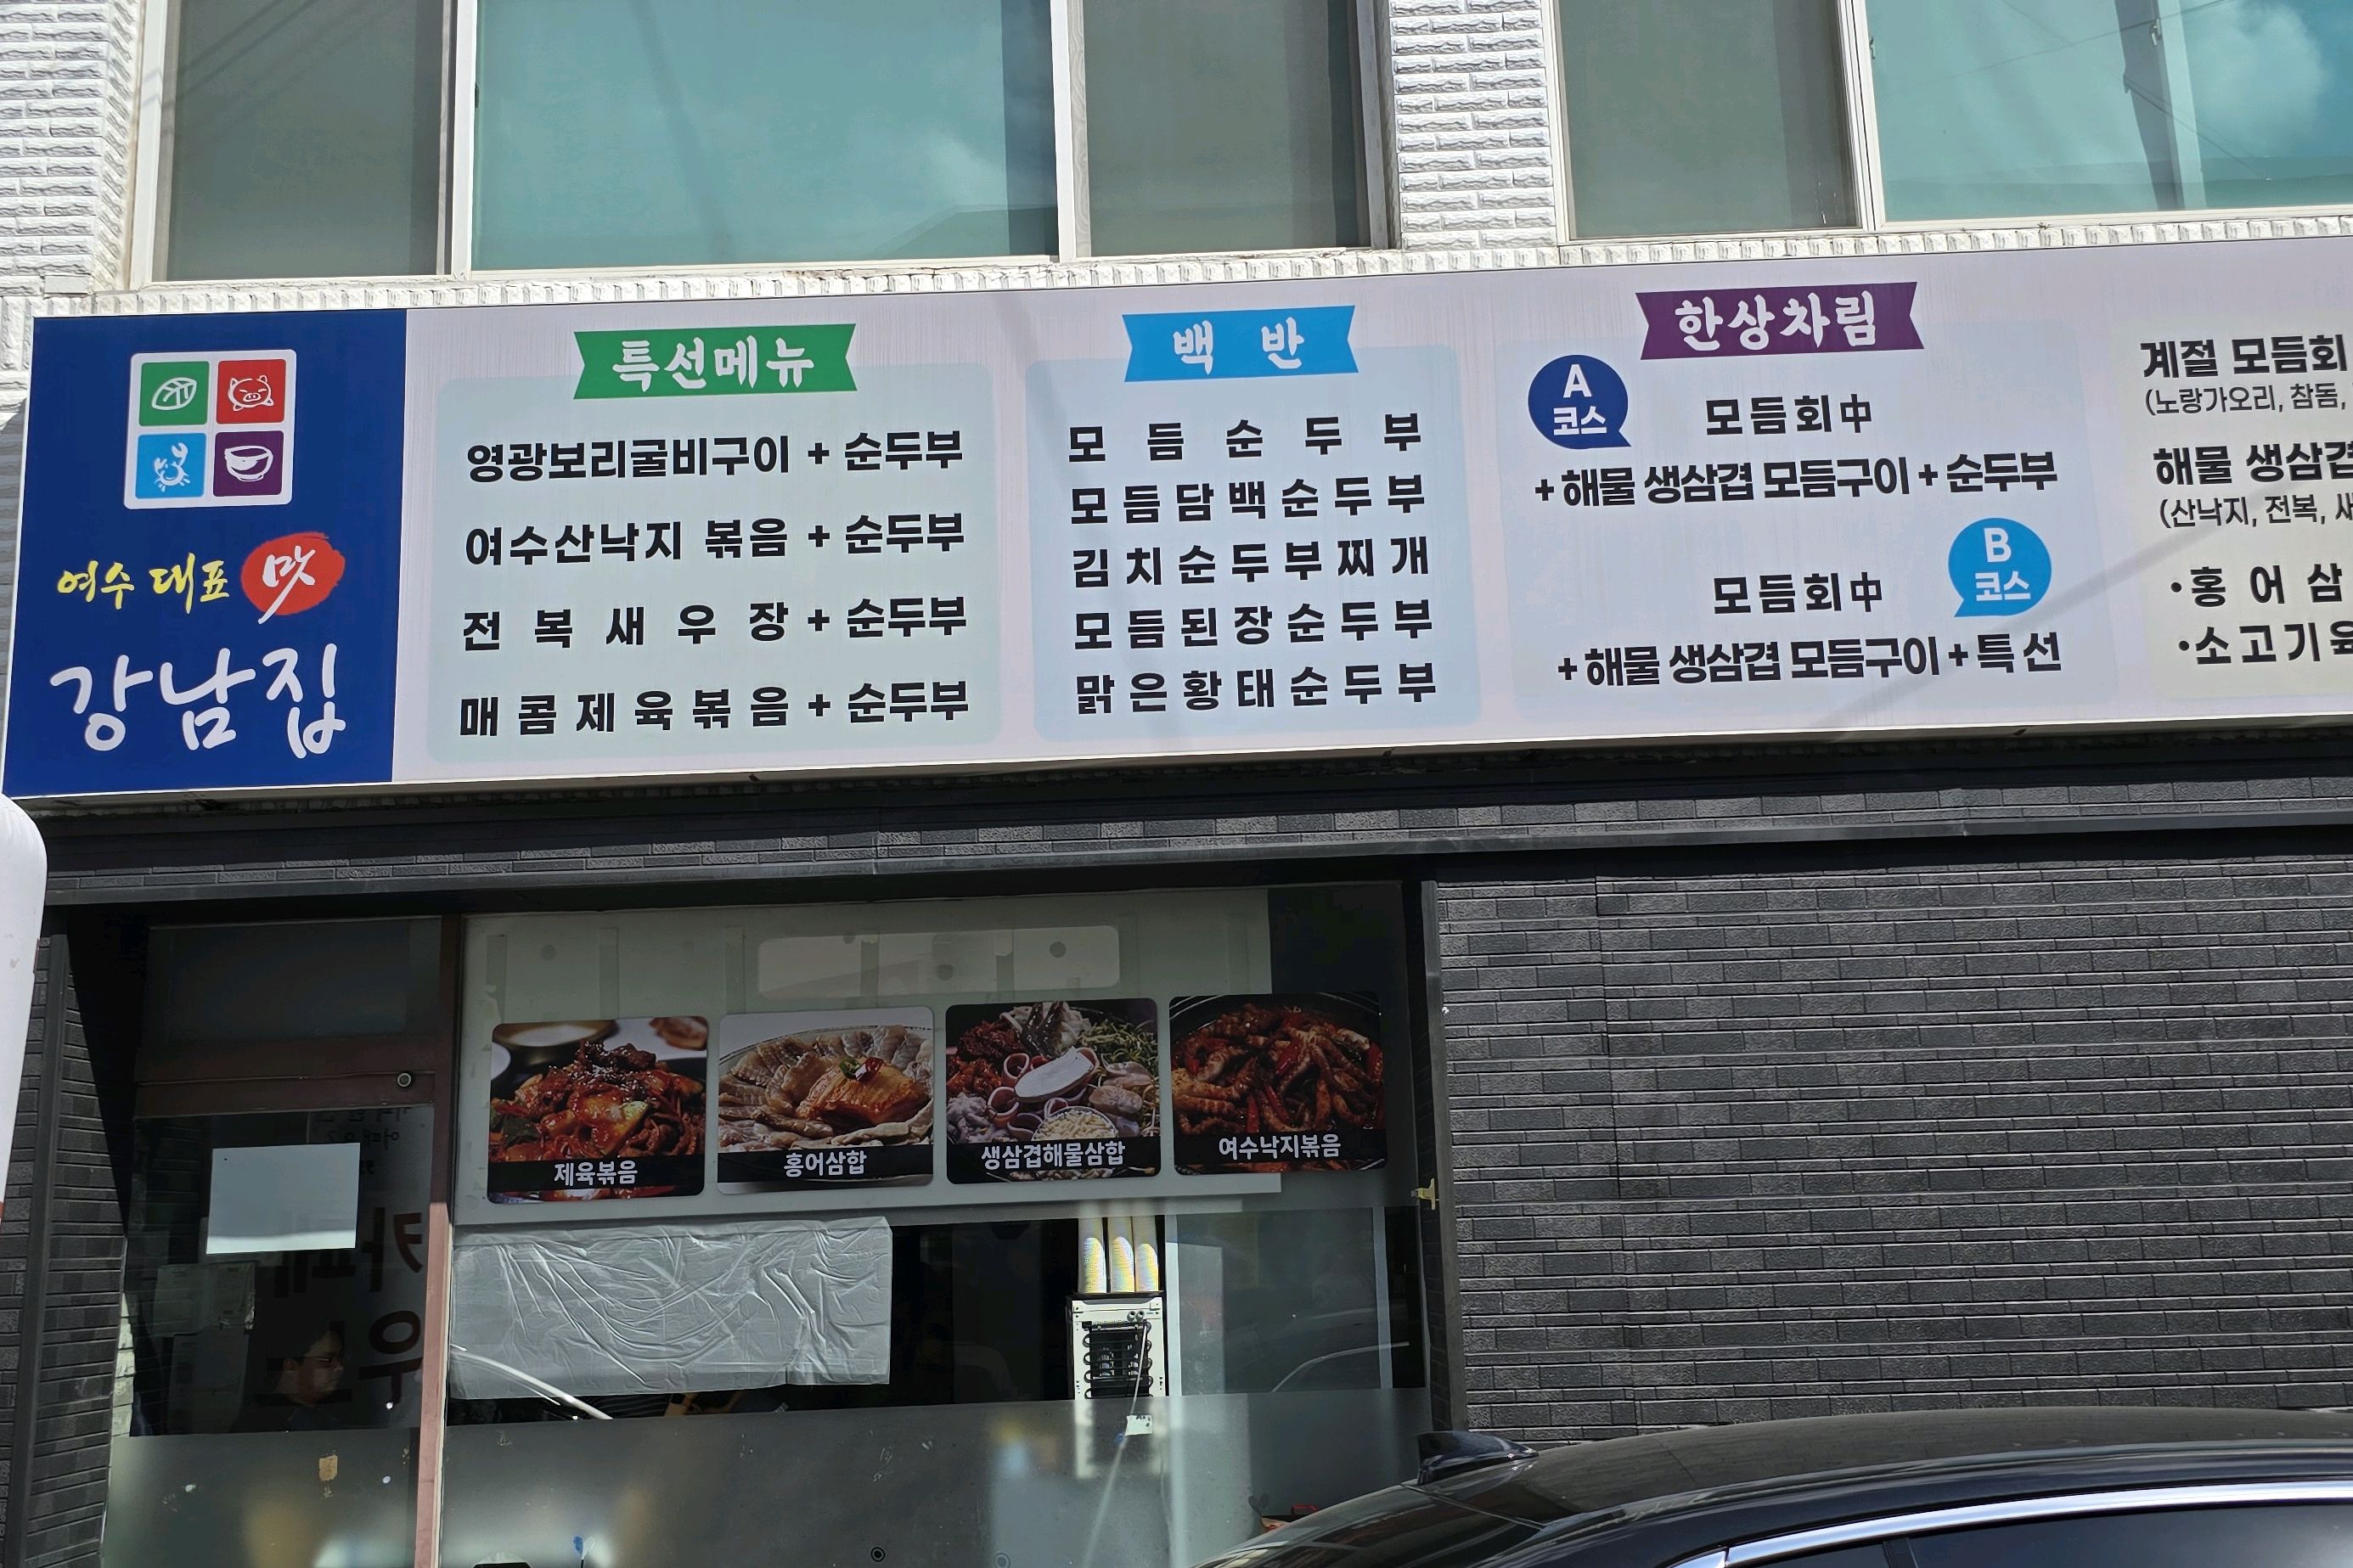 여수 대표 맛
강남집
특선메뉴
영광보리굴비구이 + 순두부
여수산낙지 볶음 + 순두부
전복새우장 + 순두부
매콤제육볶음 + 순두부
백반
모듬순두부
모듬담백순두부
김치순두부찌개
모듬된장순두부
맑은황태순두부
한상차림
A
코스
모듬회中
+ 해물 생삼겹 모듬구이 + 순두부
B
코스
모듬회中
+ 해물 생삼겹 모듬구이 + 특선
계절 모듬회
(노랑가오리, 참돔,
해물 생삼겹
(산낙지, 전복, 새
•홍어삼
•소고기육
제육볶음
홍어삼합
생삼겹해물삼합
여수낙지볶음